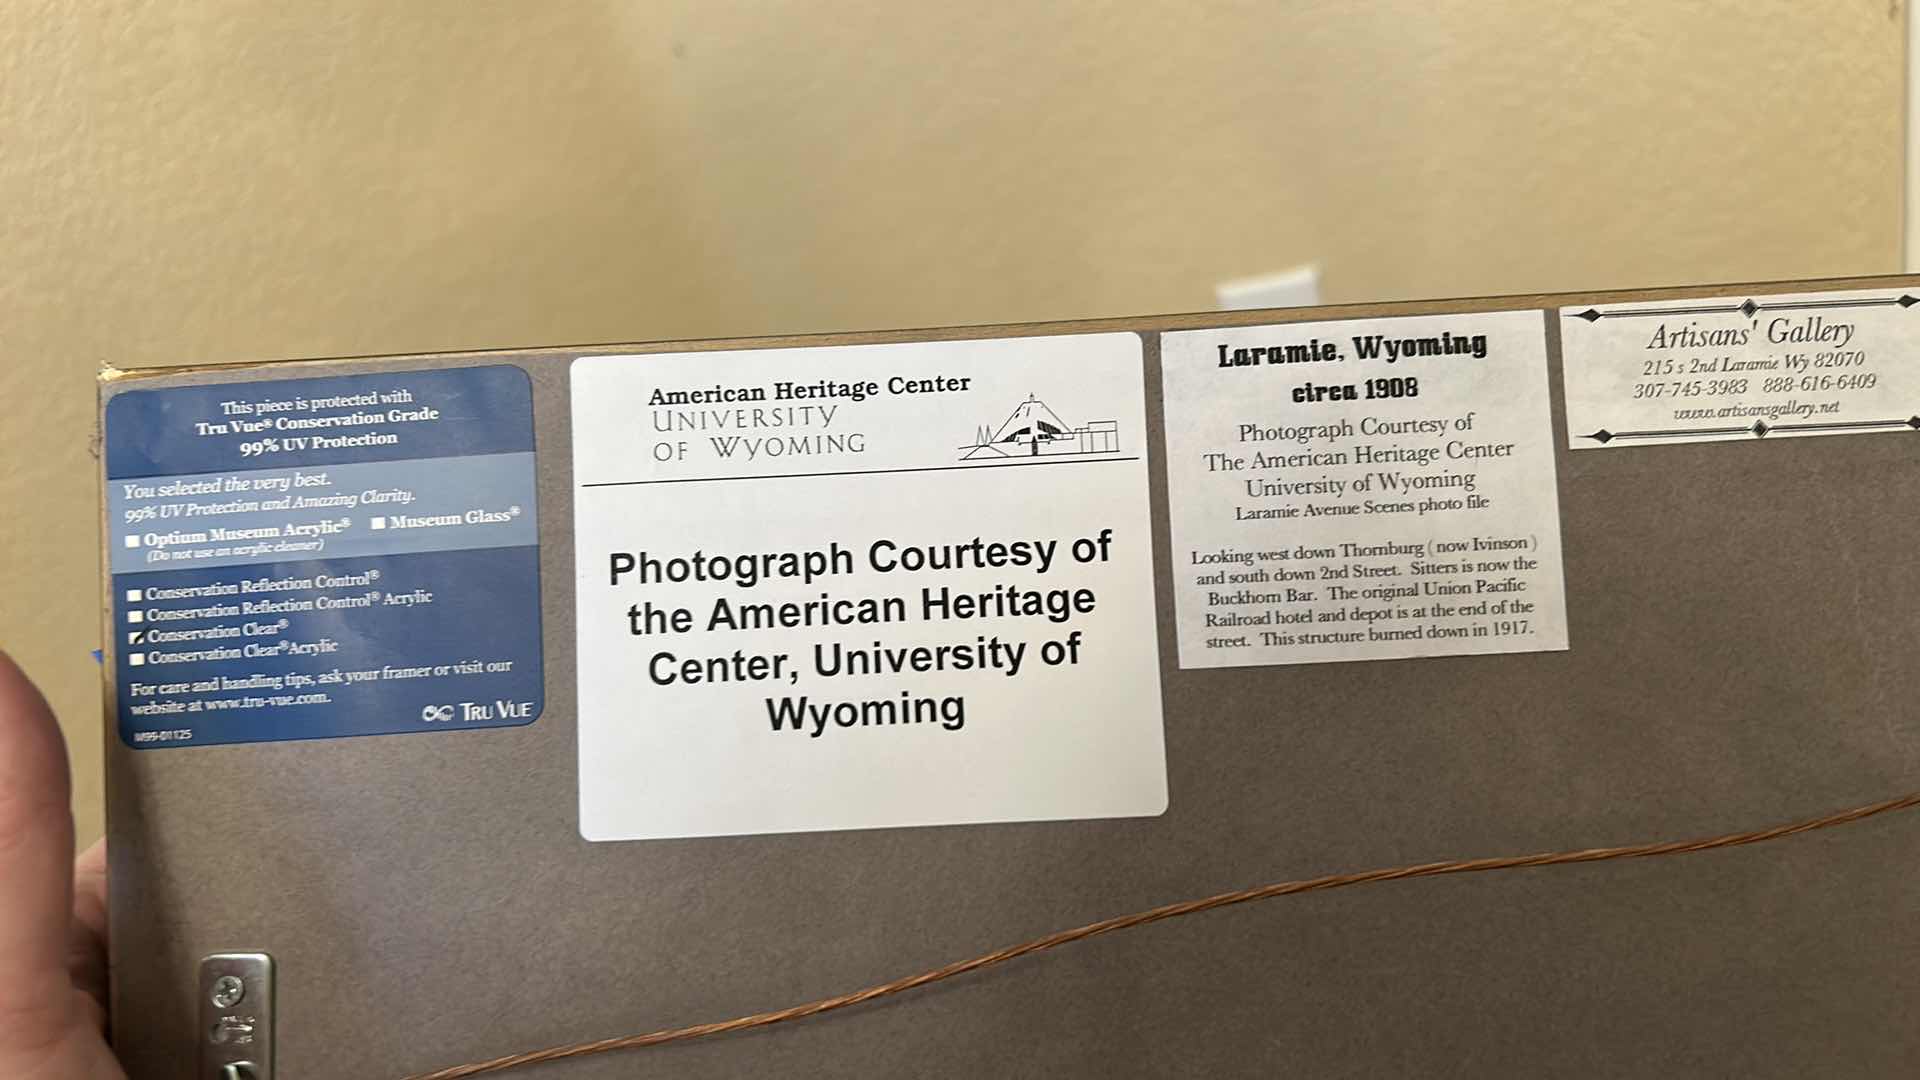 This piece is protected with
Tru Vue® Conservation Grade
99% UV Protection
You selected the very best.
99% UV Protection and Amazing Clarity.
Optium Museum Acrylic® Museum Glass®
(Do not use an acrylic cleaner)
Conservation Reflection Control®
Conservation Reflection Control® Acrylic
Conservation Clear®
Conservation Clear® Acrylic
For care and handling tips, ask your framer or visit our
website at www.tru-vue.com.
TRU VUE
M99-01125
American Heritage Center
UNIVERSITY
OF WYOMING
Photograph Courtesy of
the American Heritage
Center, University of
Wyoming
Laramie, Wyoming
circa 1908
Photograph Courtesy of
The American Heritage Center
University of Wyoming
Laramie Avenue Scenes photo file
Looking west down Thornburg ( now Ivinson )
and south down 2nd Street. Sitters is now the
Buckhorn Bar. The original Union Pacific
Railroad hotel and depot is at the end of the
street. This structure burned down in 1917.
Artisans' Gallery
215 s 2nd Laramie Wy 82070
307-745-3983 888-616-6409
www.artisansgallery.net